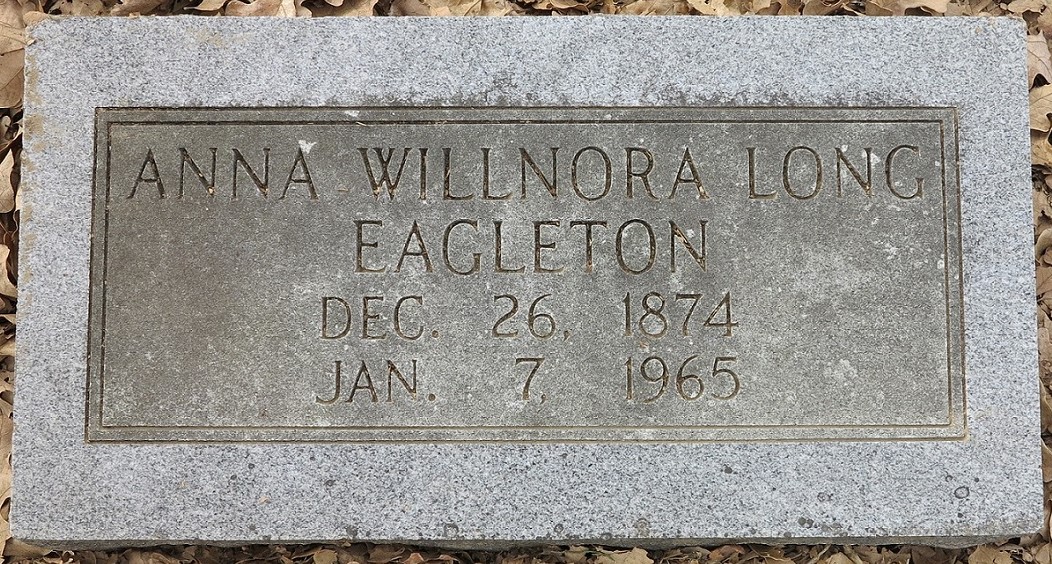 ANNA WILLNORA LONG
EAGLETON
DEC. 26, 1874
JAN. 7, 1965